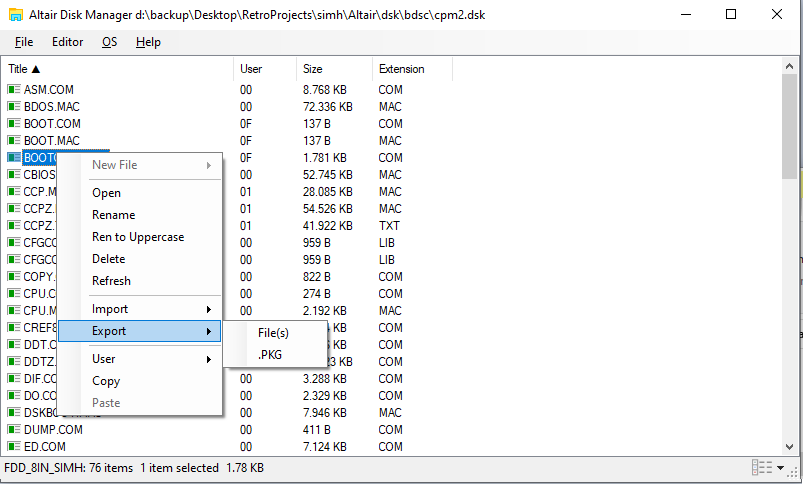 Altair Disk Manager d:\backup\Desktop\RetroProjects\simh\Altair\dsk\bdsc\cpm2.dsk
File Editor OS Help
Title User Size Extension
ASM.COM 00 8.768 KB COM
BDOS.MAC 00 72.336 KB MAC
BOOT.COM 0F 137 B COM
BOOT.MAC 0F 137 B MAC
0F 1.781 KB COM
CBIOS 00 52.745 KB MAC
CCP.M 01 28.085 KB MAC
CCPZ. 01 54.526 KB MAC
CCPZ. 01 41.922 KB TXT
CFGCC 00 959 B LIB
CFGCC 00 959 B LIB
COPY. 00 822 B COM
CPU.C 00 274 B COM
CPU.M 00 2.192 KB MAC
CREF8 COM
DDT.C COM
DDTZ. COM
DIF.CO 00 3.288 KB COM
DO.CO 00 2.329 KB COM
00 7.946 KB MAC
DUMP.COM 00 411 B COM
ED.COM 00 7.124 KB COM
New File
Open
Rename
Ren to Uppercase
Delete
Refresh
Import
Export
User
Copy
Paste
File(s)
.PKG
FDD_8IN_SIMH: 76 items 1 item selected 1.78 KB